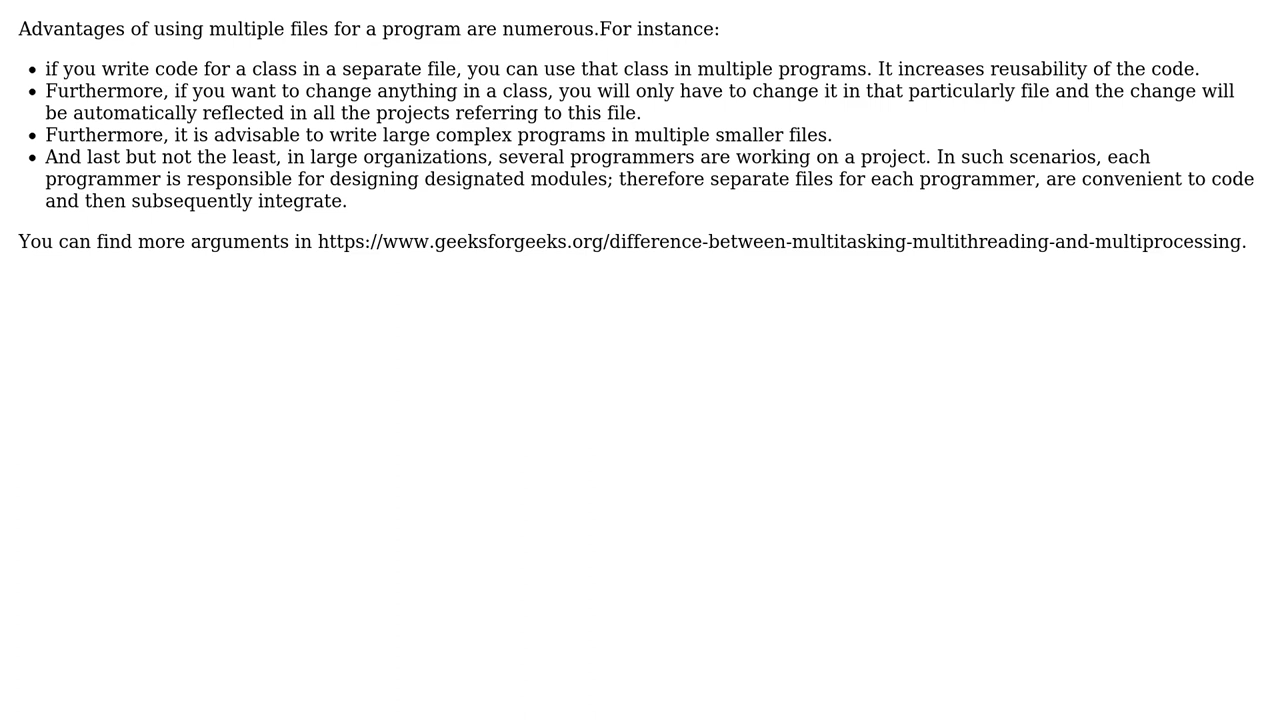 Advantages of using multiple files for a program are numerous.For instance:
• if you write code for a class in a separate file, you can use that class in multiple programs. It increases reusability of the code.
• Furthermore, if you want to change anything in a class, you will only have to change it in that particularly file and the change will
be automatically reflected in all the projects referring to this file.
• Furthermore, it is advisable to write large complex programs in multiple smaller files.
• And last but not the least, in large organizations, several programmers are working on a project. In such scenarios, each
programmer is responsible for designing designated modules; therefore separate files for each programmer, are convenient to code
and then subsequently integrate.
You can find more arguments in https://www.geeksforgeeks.org/difference-between-multitasking-multithreading-and-multiprocessing.